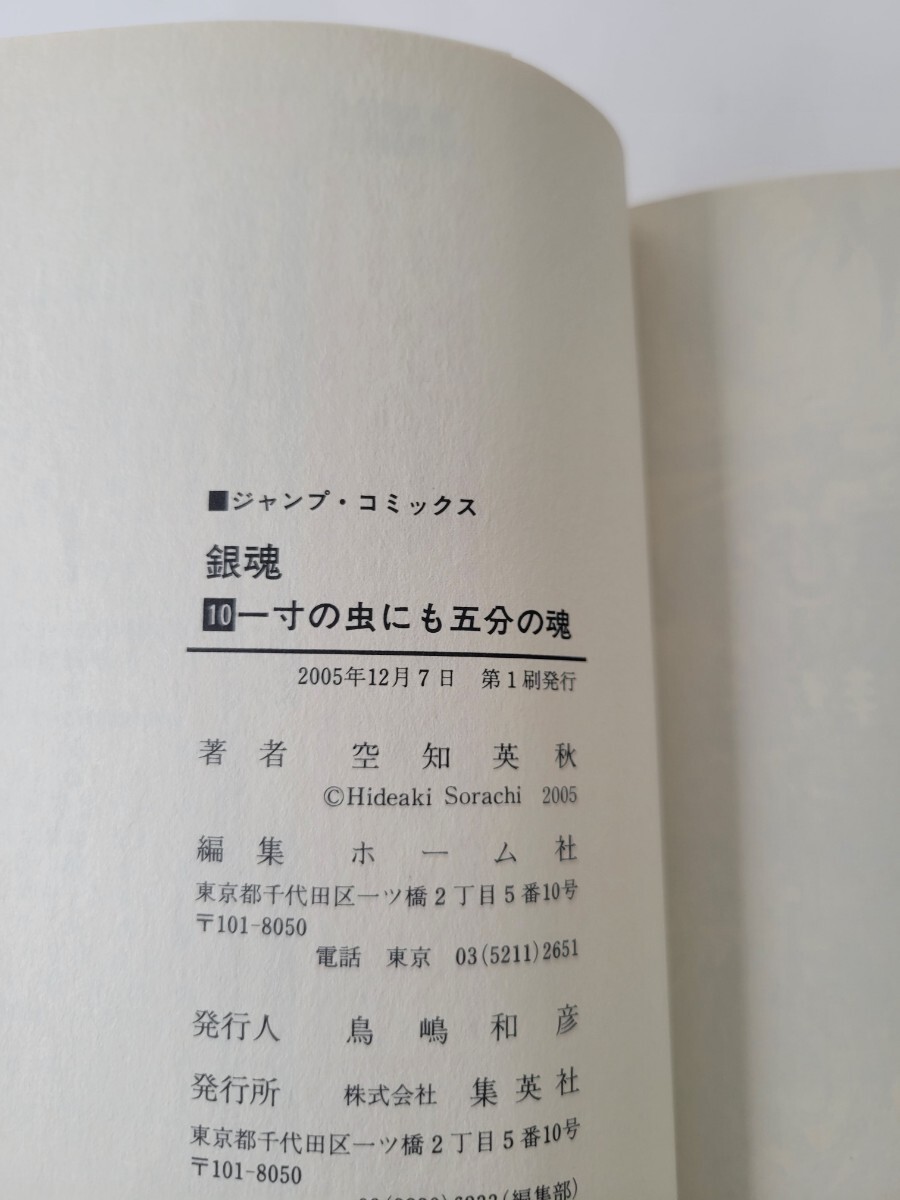 ■ジャンプ・コミックス
銀魂
10一寸の虫にも五分の魂
2005年12月7日　第1刷発行
著者　空知英秋
©Hideaki Sorachi 2005
編集　ホーム社
東京都千代田区一ツ橋2丁目5番10号
〒101-8050
電話　東京　03(5211)2651
発行人　鳥嶋和彦
発行所　株式会社　集英社
東京都千代田区一ツ橋2丁目5番10号
〒101-8050
(編集部)